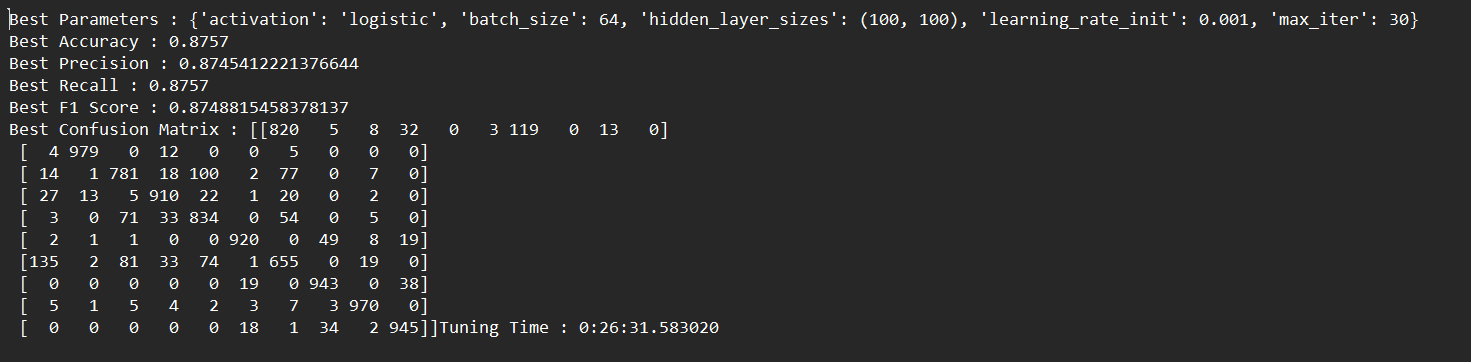 Best Parameters : {'activation': 'logistic', 'batch_size': 64, 'hidden_layer_sizes': (100, 100), 'learning_rate_init': 0.001, 'max_iter': 30}
Best Accuracy : 0.8757
Best Precision : 0.8745412221376644
Best Recall : 0.8757
Best F1 Score : 0.8748815458378137
Best Confusion Matrix : [[820   5   8  32   0   3 119   0  13   0]
 [  4 979   0  12   0   0   5   0   0   0]
 [ 14   1 781  18 100   2  77   0   7   0]
 [ 27  13   5 910  22   1  20   0   2   0]
 [  3   0  71  33 834   0  54   0   5   0]
 [  2   1   1   0   0 920   0  49   8  19]
 [135   2  81  33  74   1 655   0  19   0]
 [  0   0   0   0   0  19   0 943   0  38]
 [  5   1   5   4   2   3   7   3 970   0]
 [  0   0   0   0   0  18   1  34   2 945]]Tuning Time : 0:26:31.583020